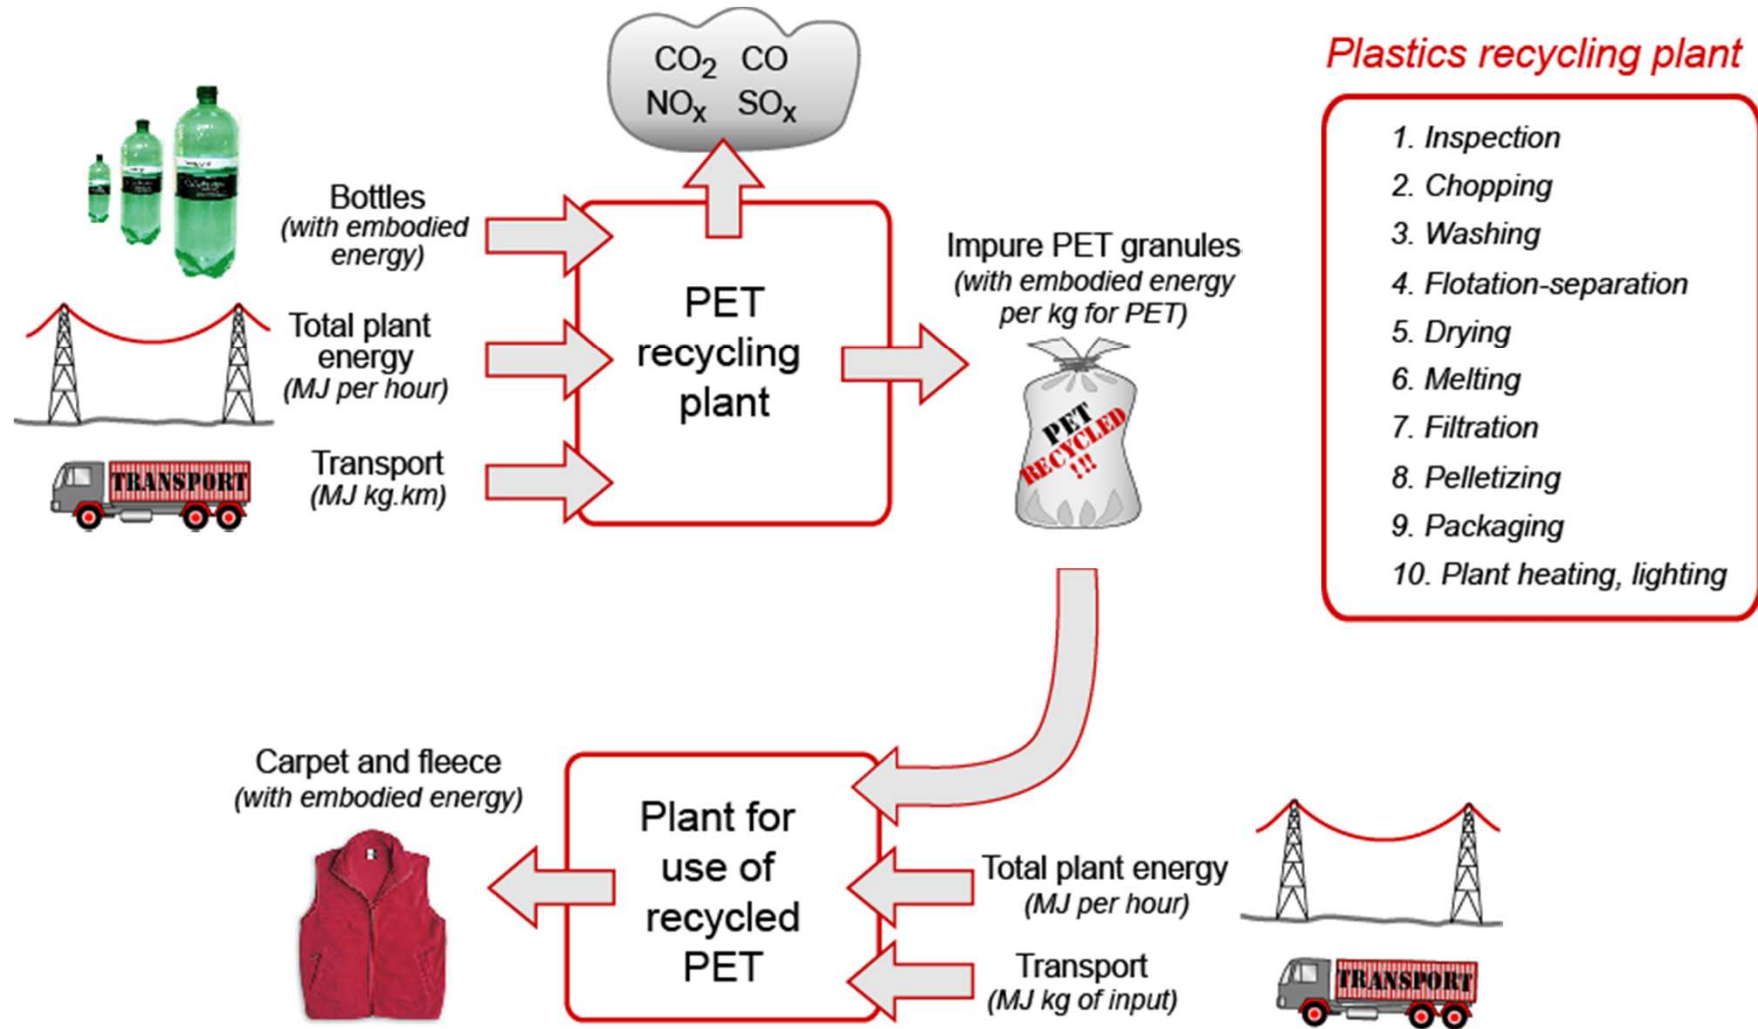 CO₂ CO
NOₓ SOₓ
Bottles
(with embodied
energy)
Total plant
energy
(MJ per hour)
TRANSPORT
Transport
(MJ kg.km)
PET
recycling
plant
Impure PET granules
(with embodied energy
per kg for PET)
PET
RECYCLED
!!!
Plastics recycling plant
1. Inspection
2. Chopping
3. Washing
4. Flotation-separation
5. Drying
6. Melting
7. Filtration
8. Pelletizing
9. Packaging
10. Plant heating, lighting
Carpet and fleece
(with embodied energy)
Plant for
use of
recycled
PET
Total plant energy
(MJ per hour)
Transport
(MJ kg of input)
TRANSPORT